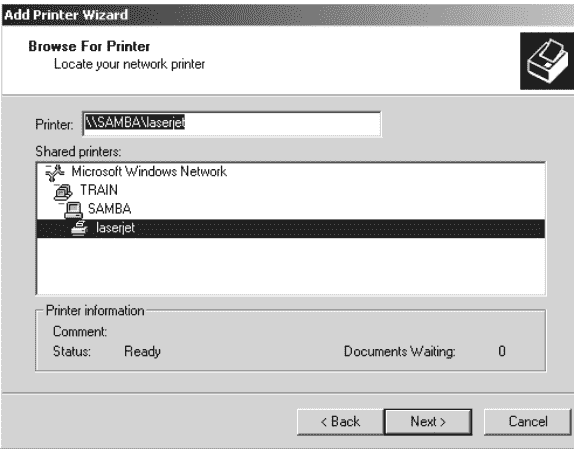 Add Printer Wizard
Browse For Printer
Locate your network printer
Printer: \\SAMBA\laserjet
Shared printers:
Microsoft Windows Network
TRAIN
SAMBA
laserjet
Printer information
Comment:
Status: Ready Documents Waiting: 0
< Back Next > Cancel